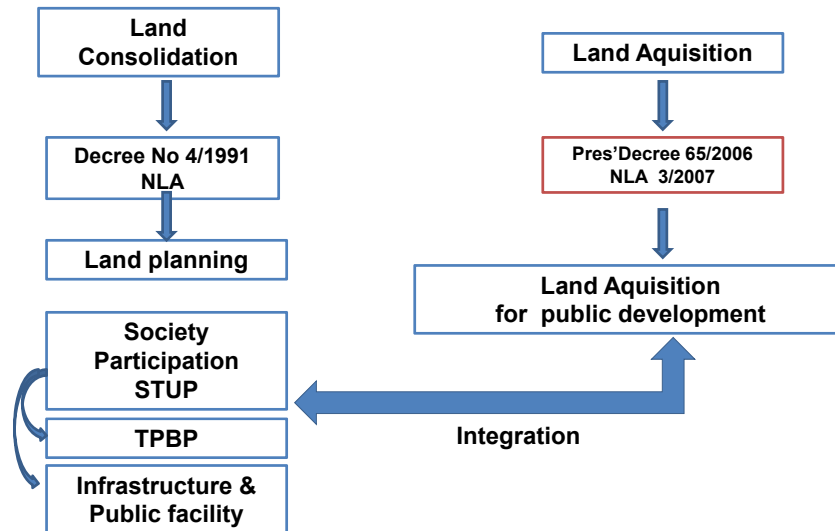 Land
Consolidation
Decree No 4/1991
NLA
Land planning
Society
Participation
STUP
TPBP
Infrastructure &
Public facility
Land Aquisition
Pres'Decree 65/2006
NLA 3/2007
Land Aquisition
for public development
Integration